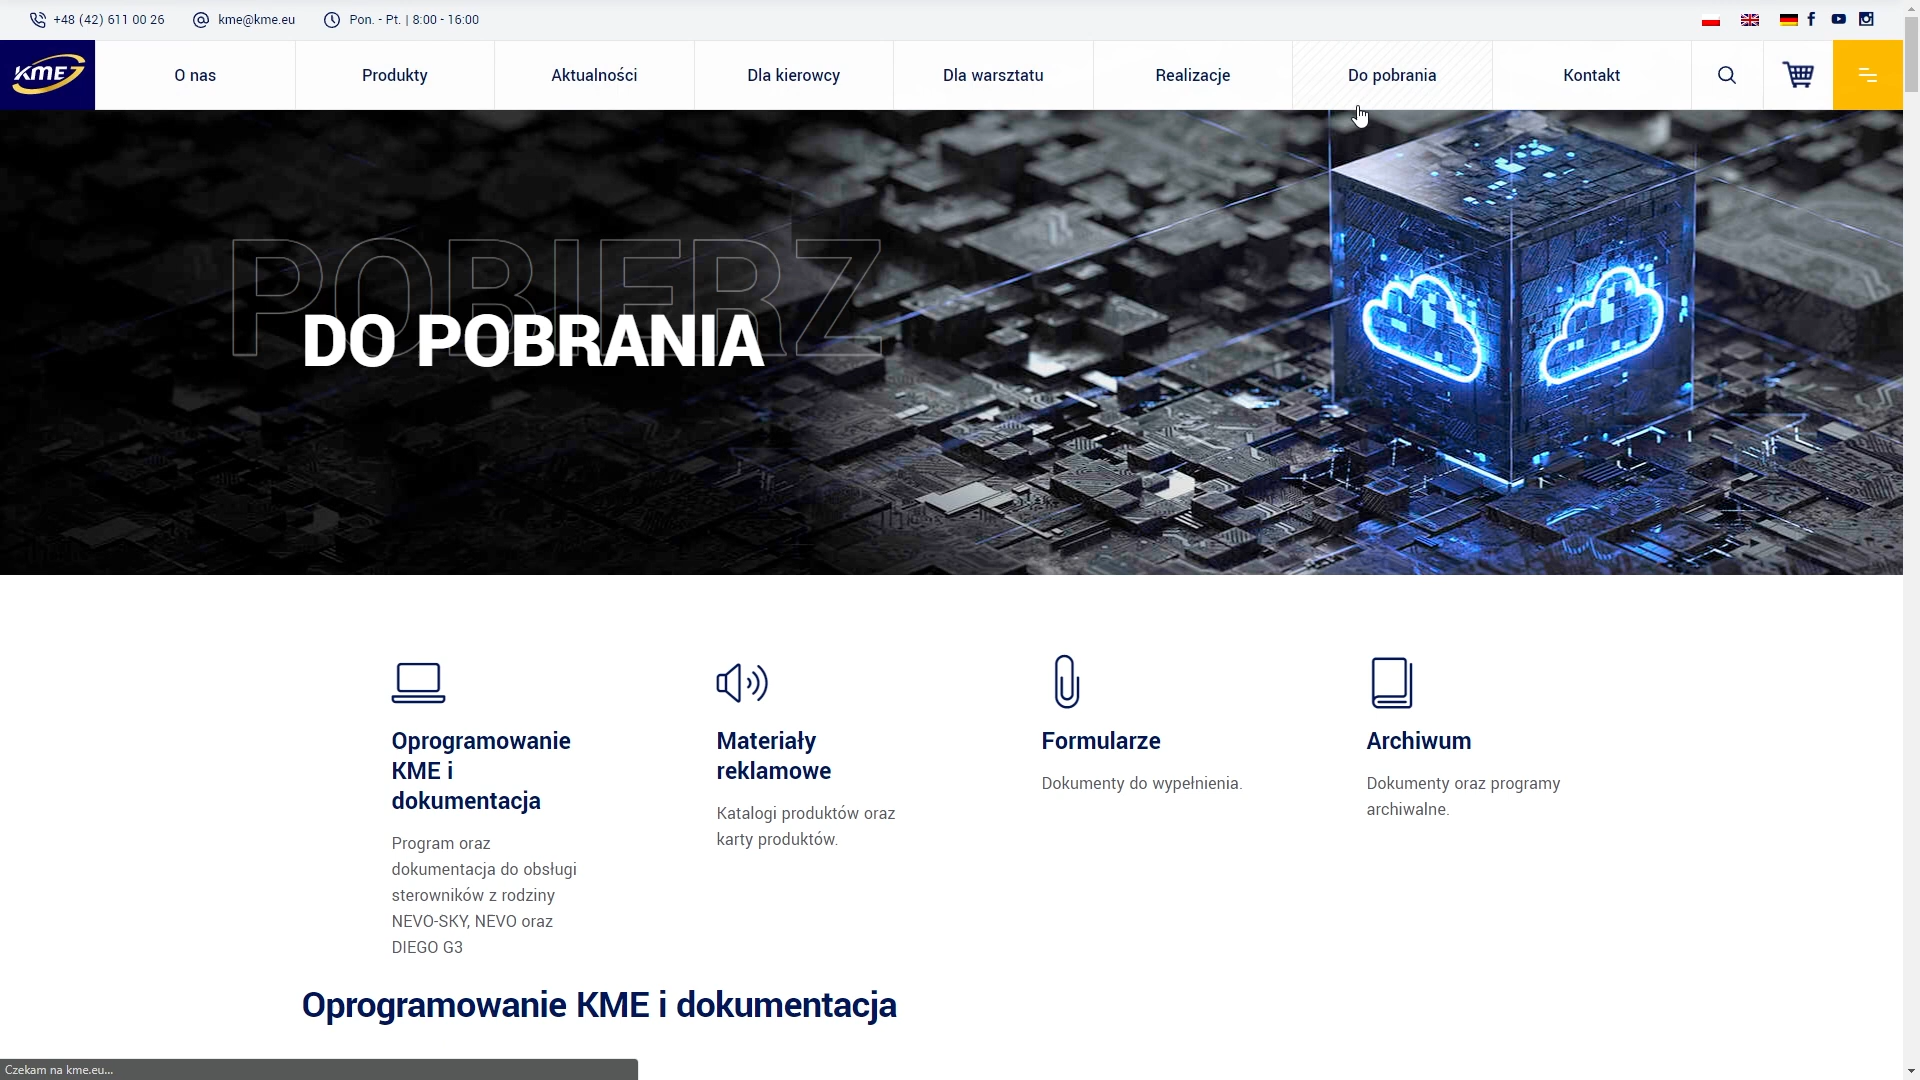 +48 (42) 611 00 26
kme@kme.eu
Pon. - Pt. | 8:00 - 16:00
KME
O nas
Produkty
Aktualności
Dla kierowcy
Dla warsztatu
Realizacje
Do pobrania
Kontakt
POBIERZ
DO POBRANIA
Oprogramowanie
KME i
dokumentacja
Program oraz
dokumentacja do obsługi
sterowników z rodziny
NEVO-SKY, NEVO oraz
DIEGO G3
Materiały
reklamowe
Katalogi produktów oraz
karty produktów.
Formularze
Dokumenty do wypełnienia.
Archiwum
Dokumenty oraz programy
archiwalne.
Oprogramowanie KME i dokumentacja
Czekam na kme.eu...